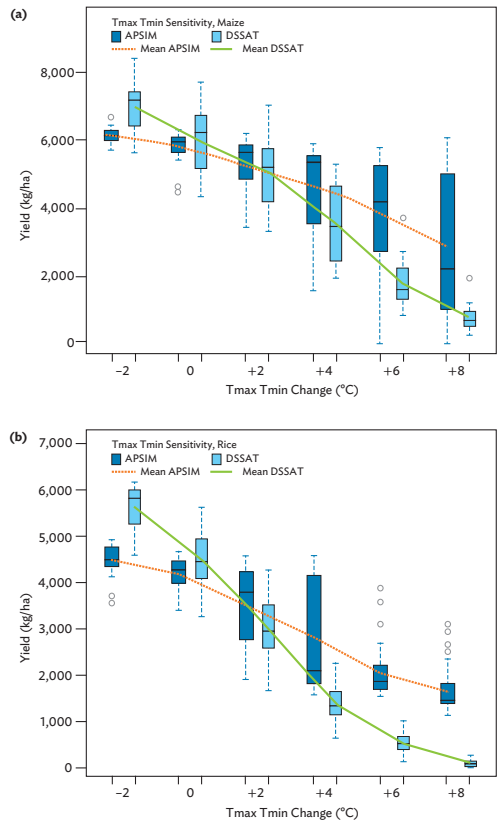 (a)
Tmax Tmin Sensitivity, Maize
APSIM DSSAT
Mean APSIM Mean DSSAT
8,000
6,000
4,000
2,000
0
Yield (kg/ha)
−2 0 +2 +4 +6 +8
Tmax Tmin Change (°C)
(b)
Tmax Tmin Sensitivity, Rice
APSIM DSSAT
Mean APSIM Mean DSSAT
7,000
6,000
5,000
4,000
3,000
2,000
1,000
0
Yield (kg/ha)
−2 0 +2 +4 +6 +8
Tmax Tmin Change (°C)